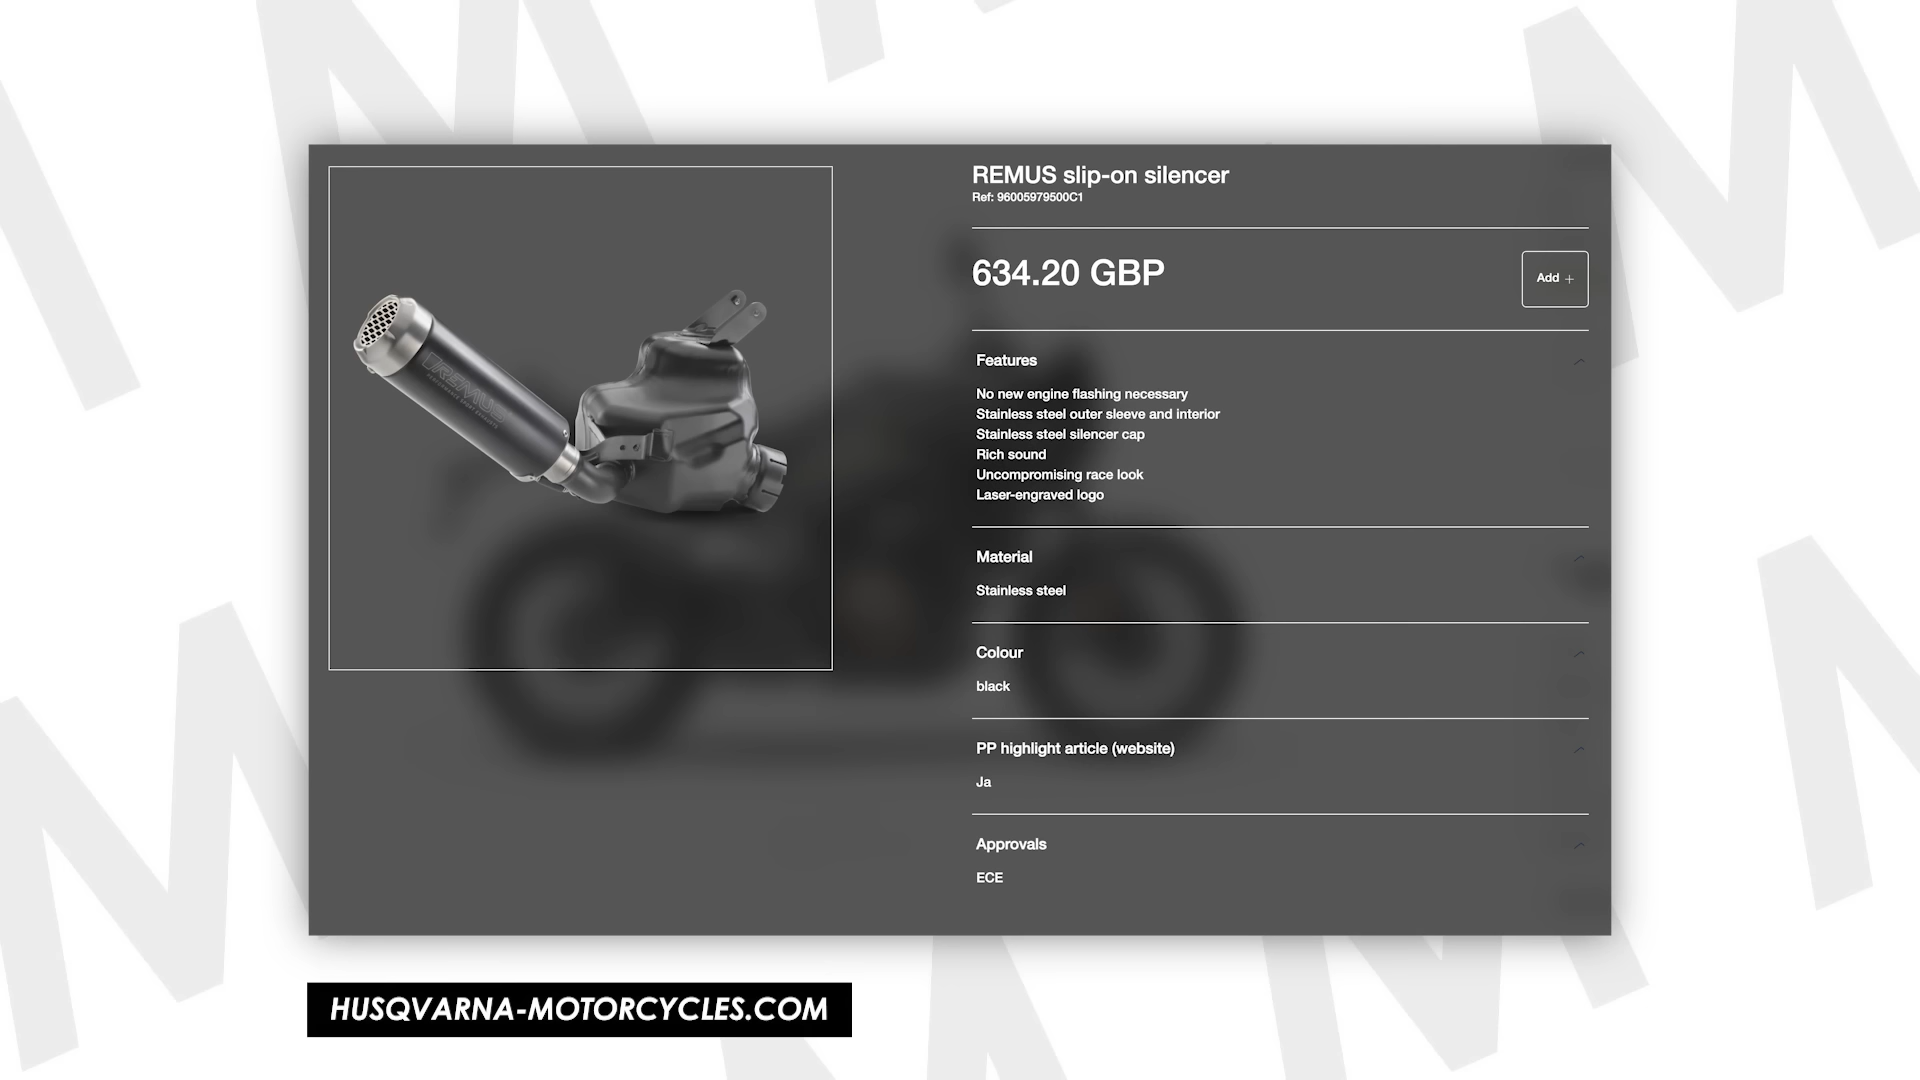 REMUS slip-on silencer
Ref: 96005979500C1
634.20 GBP
Add +
Features
No new engine flashing necessary
Stainless steel outer sleeve and interior
Stainless steel silencer cap
Rich sound
Uncompromising race look
Laser-engraved logo
Material
Stainless steel
Colour
black
PP highlight article (website)
Ja
Approvals
ECE
REMUS
HUSQVARNA-MOTORCYCLES.COM